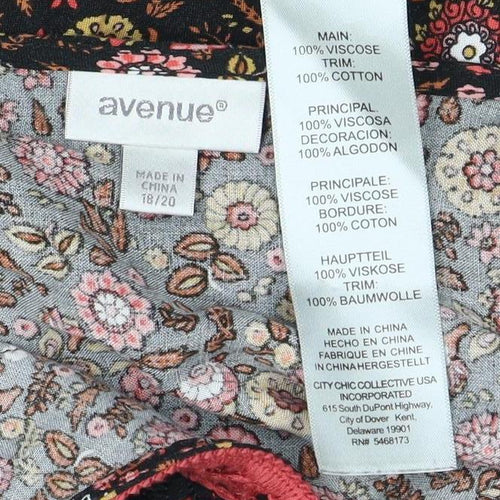 avenue®
MADE IN
CHINA
18/20
MAIN:
100% VISCOSE
TRIM:
100% COTTON
PRINCIPAL
100% VISCOSA
DECORACION:
100% ALGODON
PRINCIPALE:
100% VISCOSE
BORDURE:
100% COTON
HAUPTTEIL
100% VISKOSE
TRIM:
100% BAUMWOLLE
MADE IN CHINA
HECHO EN CHINA
FABRIQUE EN CHINE
IN CHINAHERGESTELLT
CITY CHIC COLLECTIVE USA
INCORPORATED
615 South DuPont Highway,
City of Dover Kent,
Delaware 19901
RN# 5468173